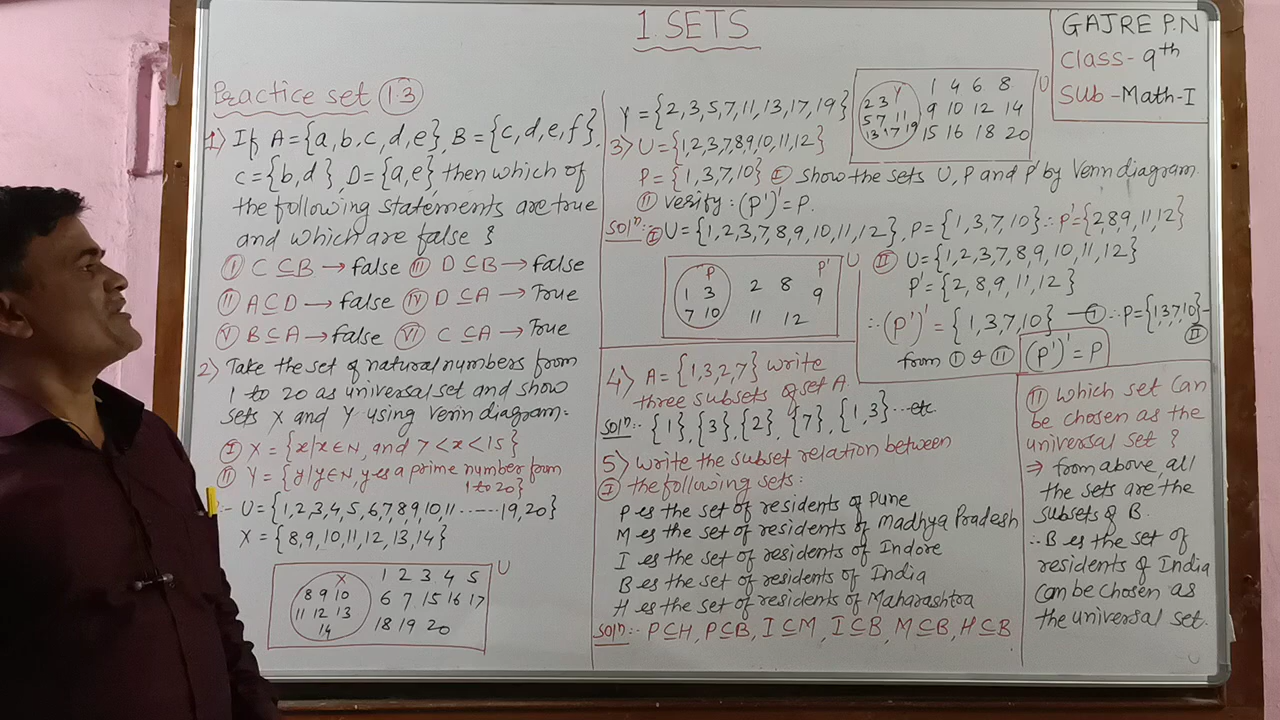 1. SETS
GAJRE P.N
Class- 9th
Sub -Math-I
Practice set 1.3
1) If A={a,b,c,d,e}, B={c,d,e,f},
C={b,d}, D={a,e} then which of
the following statements are true
and which are false ?
I C⊆B → false III D⊆B → false
II A⊆D → false IV D⊆A → True
V B⊆A → false VI C⊆A → True
2) Take the set of natural numbers from
1 to 20 as universal set and show
sets X and Y using Venn diagram:
I X = {x/x∈N, and 7<x<15}
II Y = {y/y∈N, y es a prime number from
1 to 20}
:- U={1,2,3,4,5,6,7,8,9,10,11.......19,20}
X = {8,9,10,11,12,13,14}
X 1 2 3 4 5 U
8 9 10 6 7 15 16 17
11 12 13
14 18 19 20
Y={2,3,5,7,11,13,17,19}
Y 1 4 6 8 U
2 3 9 10 12 14
5 7 11
13 17 19 15 16 18 20
3) U={1,2,3,7,8,9,10,11,12}
P={1,3,7,10} I Show the sets U, P and P' by Venn diagram.
II verify: (P')'=P.
Soln:- I U={1,2,3,7,8,9,10,11,12}, P={1,3,7,10} ∴ P'={2,8,9,11,12}
P P' U
1 3 2 8 9
7 10 11 12
II U={1,2,3,7,8,9,10,11,12}
P'={2,8,9,11,12}
∴(P')'={1,3,7,10} —I ∴P={1,3,7,10}-
II
from I & II (P')'=P
4) A={1,3,2,7} write
three subsets of set A.
Soln:- {1},{3},{2},{7},{1,3}...etc.
5) Write the subset relation between
I the following sets:
P es the set of residents of Pune
M es the set of residents of Madhya Pradesh
I es the set of residents of Indore
B es the set of residents of India
H es the set of residents of Maharashtra
Soln:- P⊆H, P⊆B, I⊆M, I⊆B, M⊆B, H⊆B
II Which set can
be chosen as the
universal set ?
⇒ from above, all
the sets are the
subsets of B.
∴ B es the set of
residents of India
can be chosen as
the universal set.